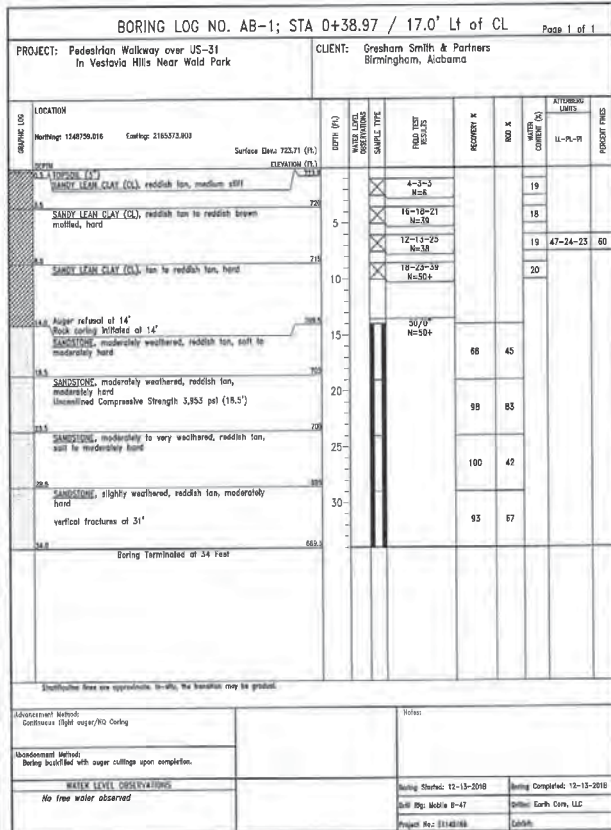 BORING LOG NO. AB-1; STA 0+38.97 / 17.0' Lt of CL
Page 1 of 1
PROJECT: Pedestrian Walkway over US-31
In Vestavia Hills Near Wald Park
CLIENT: Gresham Smith & Partners
Birmingham, Alabama
GRAPHIC LOG
LOCATION
Northing: 1248759.016 Easting: 2165373.903
Surface Elev.: 723.71 (Ft.)
DEPTH ELEVATION (Ft.)
DEPTH (Ft.)
WATER LEVEL OBSERVATIONS
SAMPLE TYPE
FIELD TEST RESULTS
RECOVERY %
RQD %
WATER CONTENT (%)
ATTERBERG LIMITS
LL-PL-PI
PERCENT FINES
TOPSOIL (3")
SANDY LEAN CLAY (CL), reddish tan, medium stiff
4-3-3
N=6
19
720
SANDY LEAN CLAY (CL), reddish tan to reddish brown
mottled, hard
5
16-18-21
N=39
18
12-13-25
N=38
19 47-24-23 60
715
SANDY LEAN CLAY (CL), tan to reddish tan, hard
10
N=50+
20
14.0 Auger refusal at 14'
Rock coring initiated at 14'
50/0"
N=50+
15
SANDSTONE, moderately weathered, reddish tan, soft to
moderately hard
45
SANDSTONE, moderately weathered, reddish tan,
moderately hard
Unconfined Compressive Strength 3,953 psi (18.5')
20
SANDSTONE, moderately to very weathered, reddish tan,
soft to moderately hard
25
100 42
SANDSTONE, slightly weathered, reddish tan, moderately
hard
vertical fractures at 31'
30
93
34.0
Boring Terminated at 34 Feet
Stratification lines are approximate. In-situ, the transition may be gradual.
Advancement Method:
Continuous flight auger/NQ Coring
Notes:
Abandonment Method:
Boring backfilled with auger cuttings upon completion.
WATER LEVEL OBSERVATIONS
No free water observed
Boring Started: 12-13-2018
Boring Completed: 12-13-2018
Drill Rig: Mobile B-47
Driller: Earth Core, LLC
Project No.:
Exhibit: